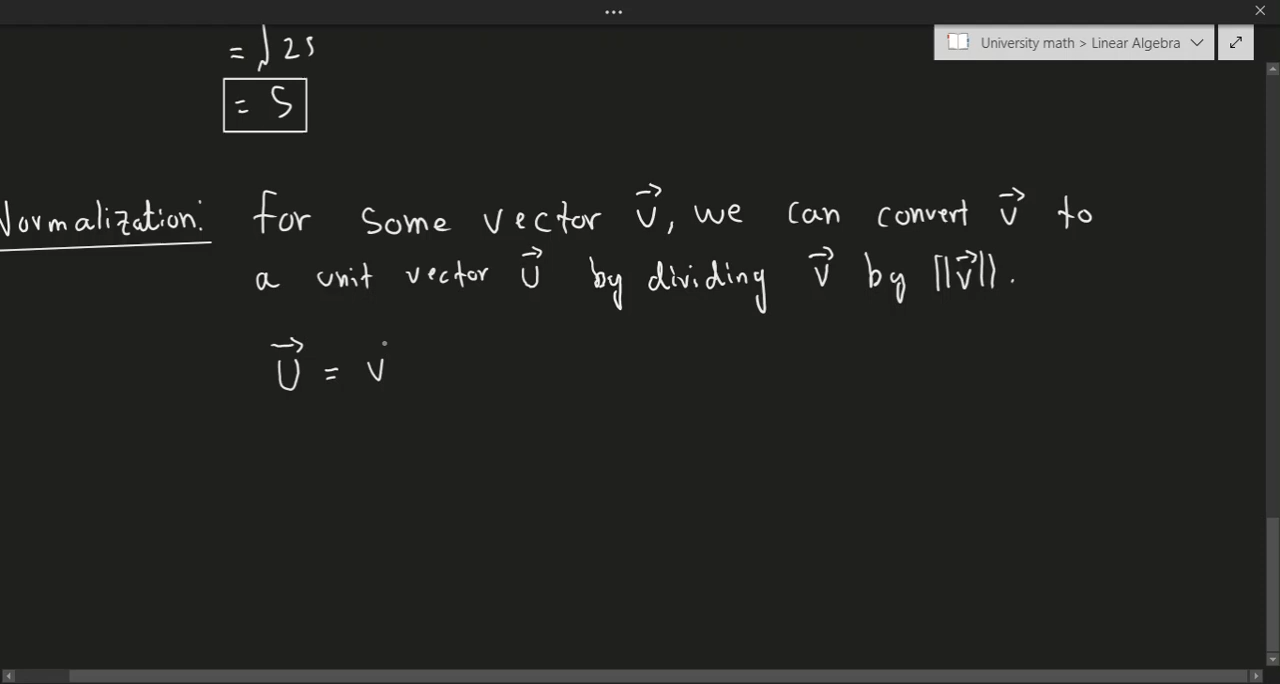 ...
University math > Linear Algebra
= √25
= 5
Normalization: For some vector v⃗, we can convert v⃗ to
a unit vector u⃗ by dividing v⃗ by ||v⃗||.
u⃗ = v